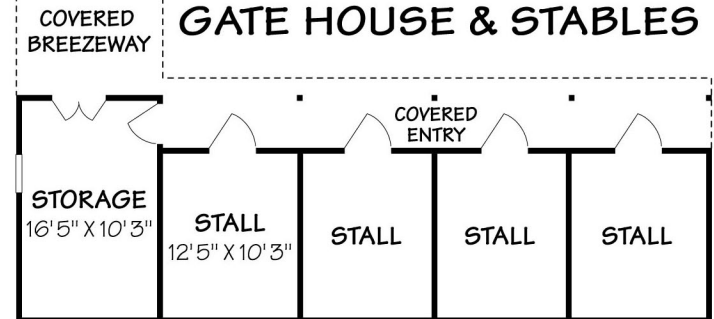 COVERED
BREEZEWAY
GATE HOUSE & STABLES
COVERED
ENTRY
STORAGE
16'5" X 10'3"
STALL
12'5" X 10'3"
STALL
STALL
STALL